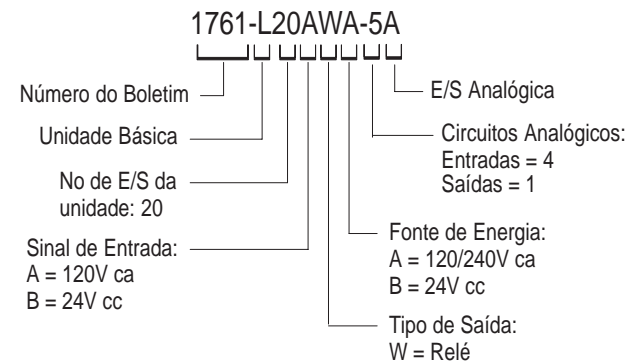 1761-L20AWA-5A
Número do Boletim
Unidade Básica
No de E/S da
unidade: 20
Sinal de Entrada:
A = 120V ca
B = 24V cc
E/S Analógica
Circuitos Analógicos:
Entradas = 4
Saídas = 1
Fonte de Energia:
A = 120/240V ca
B = 24V cc
Tipo de Saída:
W = Relé